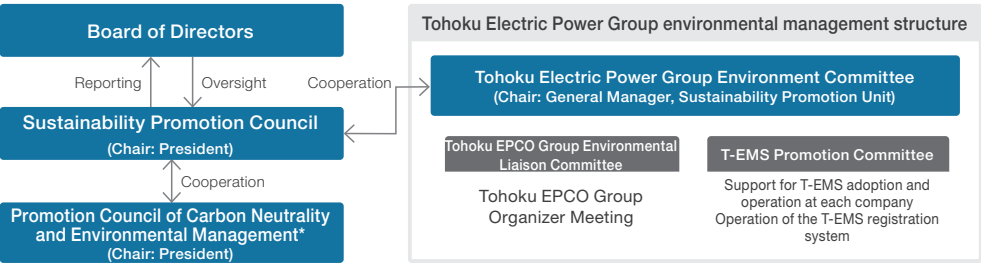 Board of Directors
Reporting
Oversight
Sustainability Promotion Council
(Chair: President)
Cooperation
Promotion Council of Carbon Neutrality
and Environmental Management*
(Chair: President)
Cooperation
Tohoku Electric Power Group environmental management structure
Tohoku Electric Power Group Environment Committee
(Chair: General Manager, Sustainability Promotion Unit)
Tohoku EPCO Group Environmental
Liaison Committee
Tohoku EPCO Group
Organizer Meeting
T-EMS Promotion Committee
Support for T-EMS adoption and
operation at each company
Operation of the T-EMS registration
system